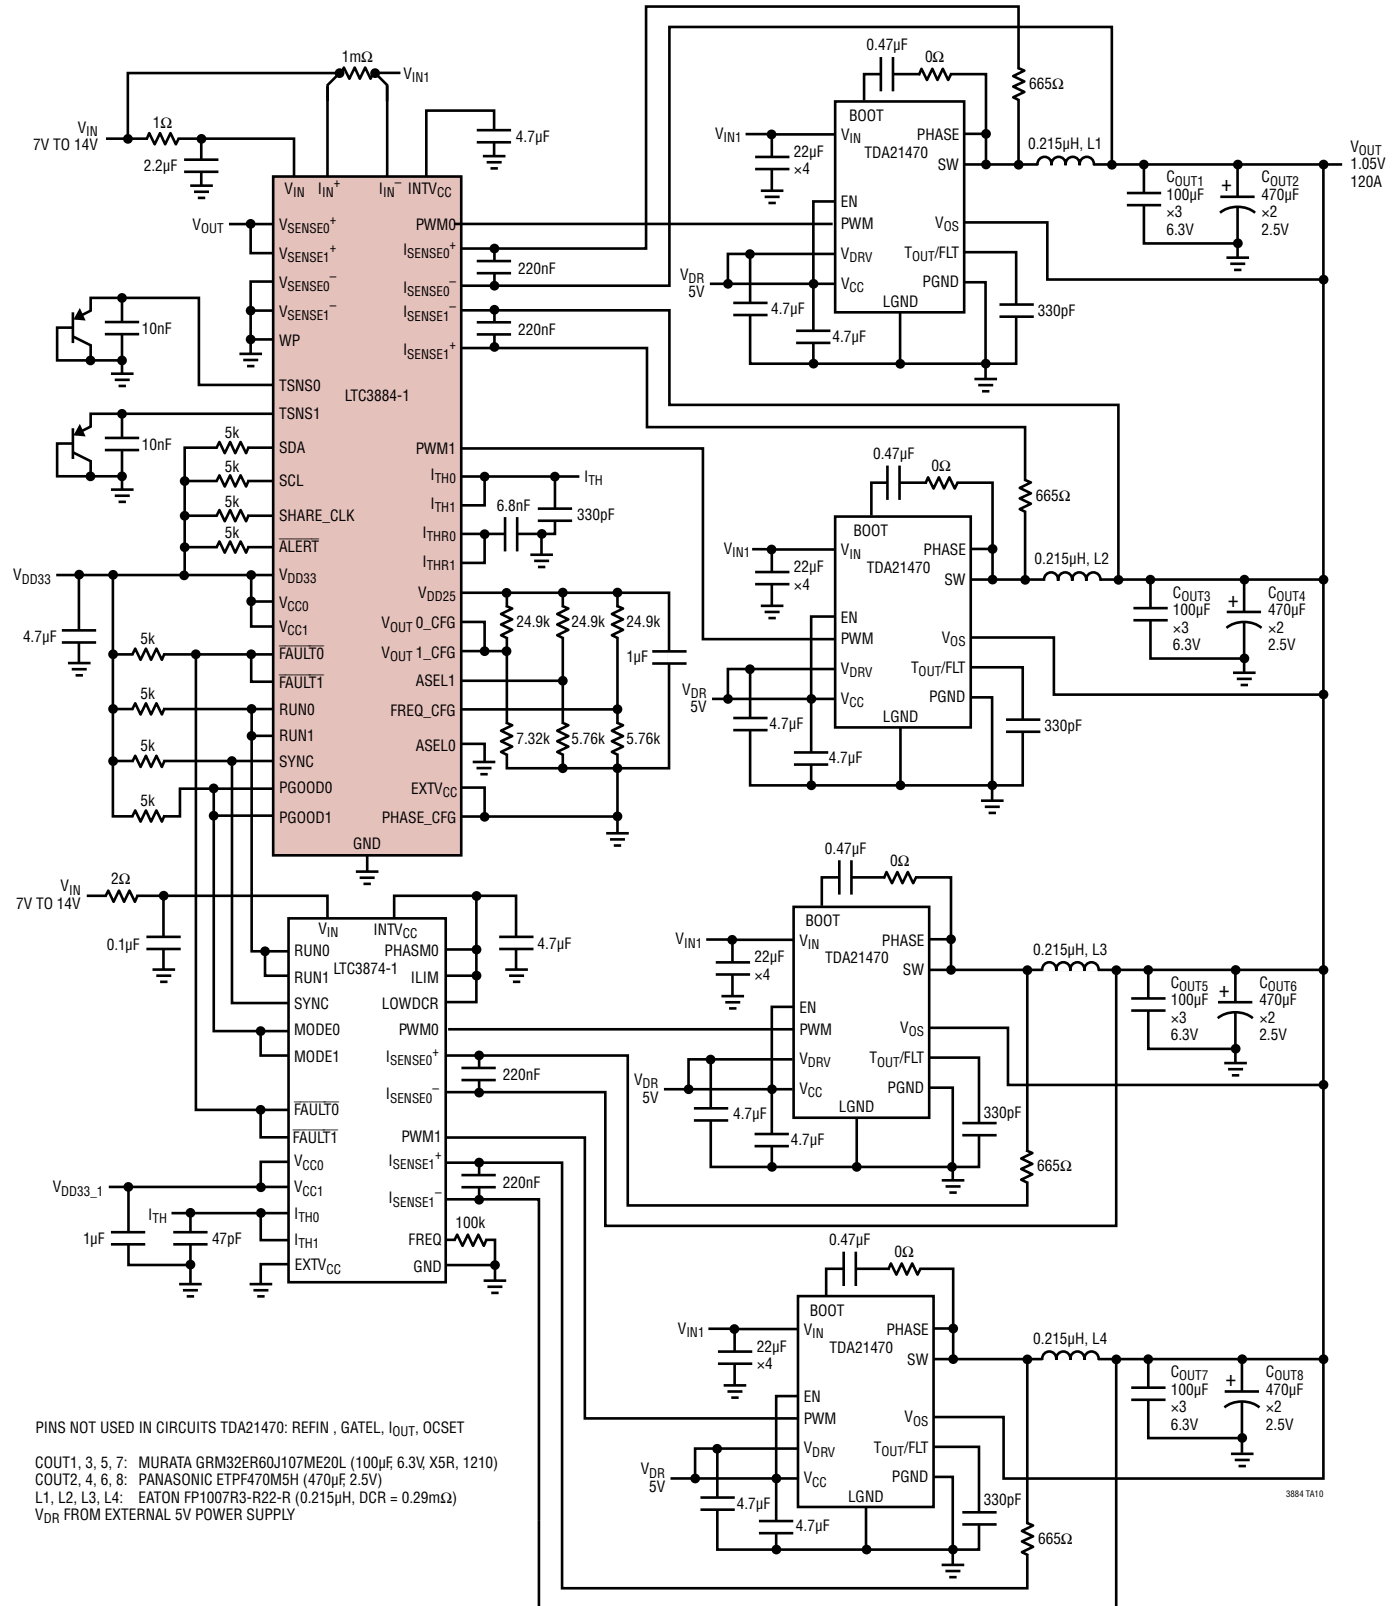 1mΩ
VIN1
VIN
7V TO 14V
1Ω
2.2µF
4.7µF
VIN
IIN+
IIN−
INTVCC
VOUT
VSENSE0+
VSENSE1+
VSENSE0−
VSENSE1−
WP
TSNS0
TSNS1
10nF
10nF
LTC3884-1
5k
SDA
5k
SCL
5k
SHARE_CLK
5k
ALERT
VDD33
VDD33
VCC0
VCC1
4.7µF
5k
FAULT0
FAULT1
5k
RUN0
RUN1
5k
SYNC
5k
PGOOD0
PGOOD1
GND
PWM0
ISENSE0+
220nF
ISENSE0−
ISENSE1−
220nF
ISENSE1+
PWM1
ITH0
ITH
ITH1
6.8nF
330pF
ITHR0
ITHR1
VDD25
VOUT 0_CFG
24.9k
24.9k
24.9k
VOUT 1_CFG
1µF
ASEL1
FREQ_CFG
7.32k
5.76k
5.76k
ASEL0
EXTVCC
PHASE_CFG
0.47µF
0Ω
665Ω
BOOT
VIN1
VIN
PHASE
TDA21470
22µF
×4
SW
0.215µH, L1
VOUT
1.05V
120A
COUT1
100µF
×3
6.3V
+
COUT2
470µF
×2
2.5V
EN
PWM
VOS
VDRV
TOUT/FLT
VDR
5V
VCC
PGND
LGND
4.7µF
4.7µF
330pF
0.47µF
0Ω
665Ω
BOOT
VIN1
VIN
PHASE
TDA21470
22µF
×4
SW
0.215µH, L2
COUT3
100µF
×3
6.3V
+
COUT4
470µF
×2
2.5V
EN
PWM
VOS
VDRV
TOUT/FLT
VDR
5V
VCC
PGND
LGND
4.7µF
4.7µF
330pF
VIN
7V TO 14V
2Ω
0.1µF
VIN
INTVCC
4.7µF
RUN0
PHASM0
LTC3874-1
RUN1
ILIM
SYNC
LOWDCR
MODE0
PWM0
MODE1
ISENSE0+
220nF
ISENSE0−
FAULT0
FAULT1
PWM1
VCC0
ISENSE1+
220nF
VDD33_1
VCC1
ISENSE1−
ITH
ITH0
1µF
47pF
ITH1
FREQ
100k
EXTVCC
GND
0.47µF
0Ω
BOOT
VIN1
VIN
PHASE
TDA21470
22µF
×4
SW
0.215µH, L3
COUT5
100µF
×3
6.3V
+
COUT6
470µF
×2
2.5V
EN
PWM
VOS
VDRV
TOUT/FLT
VDR
5V
VCC
PGND
LGND
4.7µF
4.7µF
330pF
665Ω
0.47µF
0Ω
BOOT
VIN1
VIN
PHASE
TDA21470
22µF
×4
SW
0.215µH, L4
COUT7
100µF
×3
6.3V
+
COUT8
470µF
×2
2.5V
EN
PWM
VOS
VDRV
TOUT/FLT
VDR
5V
VCC
PGND
LGND
4.7µF
4.7µF
330pF
665Ω
3884 TA10
PINS NOT USED IN CIRCUITS TDA21470: REFIN , GATEL, IOUT, OCSET
COUT1, 3, 5, 7: MURATA GRM32ER60J107ME20L (100µF, 6.3V, X5R, 1210)
COUT2, 4, 6, 8: PANASONIC ETPF470M5H (470µF, 2.5V)
L1, L2, L3, L4: EATON FP1007R3-R22-R (0.215µH, DCR = 0.29mΩ)
VDR FROM EXTERNAL 5V POWER SUPPLY